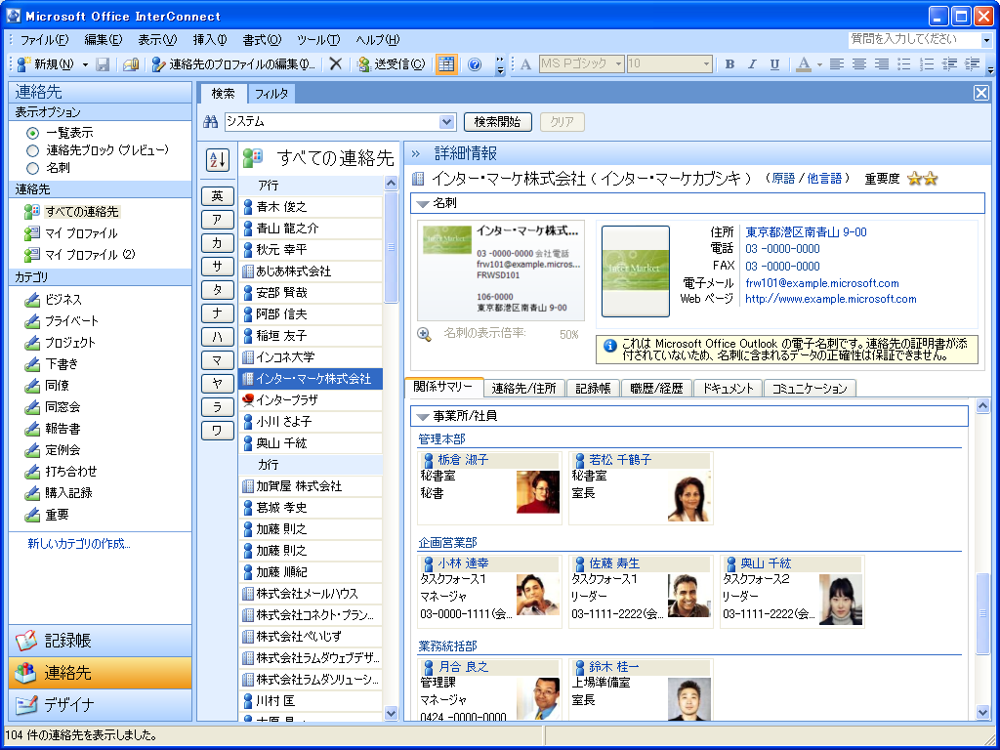 Microsoft Office InterConnect
ファイル(F) 編集(E) 表示(V) 挿入(I) 書式(O) ツール(T) ヘルプ(H)
質問を入力してください
新規(N) 連絡先のプロファイルの編集(I)... 送受信(C) A MS Pゴシック 10 B I U A
連絡先
表示オプション
一覧表示
連絡先ブロック (プレビュー)
名刺
連絡先
すべての連絡先
マイ プロファイル
マイ プロファイル (2)
カテゴリ
ビジネス
プライベート
プロジェクト
下書き
同僚
同窓会
報告書
定例会
打ち合わせ
購入記録
重要
新しいカテゴリの作成...
記録帳
連絡先
デザイナ
検索 フィルタ
システム 検索開始 クリア
A
Z
英
ア
カ
サ
タ
ナ
ハ
マ
ヤ
ラ
ワ
すべての連絡先
ア行
青木 俊之
青山 龍之介
秋元 幸平
あじあ株式会社
安部 賢哉
阿部 信夫
稲垣 友子
インコネ大学
インター・マーケ株式会社
インタープラザ
小川 さよ子
奥山 千紘
カ行
加賀屋 株式会社
葛城 孝史
加藤 則之
加藤 則之
加藤 順紀
株式会社メールハウス
株式会社コネクト・プラン...
株式会社ぺいじず
株式会社ラムダウェブデザ...
株式会社ラムダソリューシ...
川村 匡
» 詳細情報
インター・マーケ株式会社 ( インター・マーケカブシキ ) (原語 / 他言語) 重要度
名刺
Inter Market
インター・マーケ株式...
03 -0000-0000 会社電話
frw101@example.micros...
FRWSD101
106-0000
東京都港区南青山 9-00
名刺の表示倍率: 50%
Inter Market
住所 東京都港区南青山 9-00
電話 03 -0000-0000
FAX 03 -0000-0000
電子メール frw101@example.microsoft.com
Web ページ http://www.example.microsoft.com
これは Microsoft Office Outlook の電子名刺です。連絡先の証明書が添
付されていないため、名刺に含まれるデータの正確性は保証できません。
関係サマリー 連絡先/住所 記録帳 職歴/経歴 ドキュメント コミュニケーション
事業所/社員
管理本部
栃倉 淑子
秘書室
秘書
若松 千鶴子
秘書室
室長
企画営業部
小林 達幸
タスクフォース1
マネージャ
03-0000-1111(会...
佐藤 寿生
タスクフォース1
リーダー
03-1111-2222(会...
奥山 千紘
タスクフォース2
リーダー
03-1111-2222(会...
業務統括部
月合 良之
管理課
マネージャ
0424 -0000-0000
鈴木 桂一
上場準備室
室長
104 件の連絡先を表示しました。